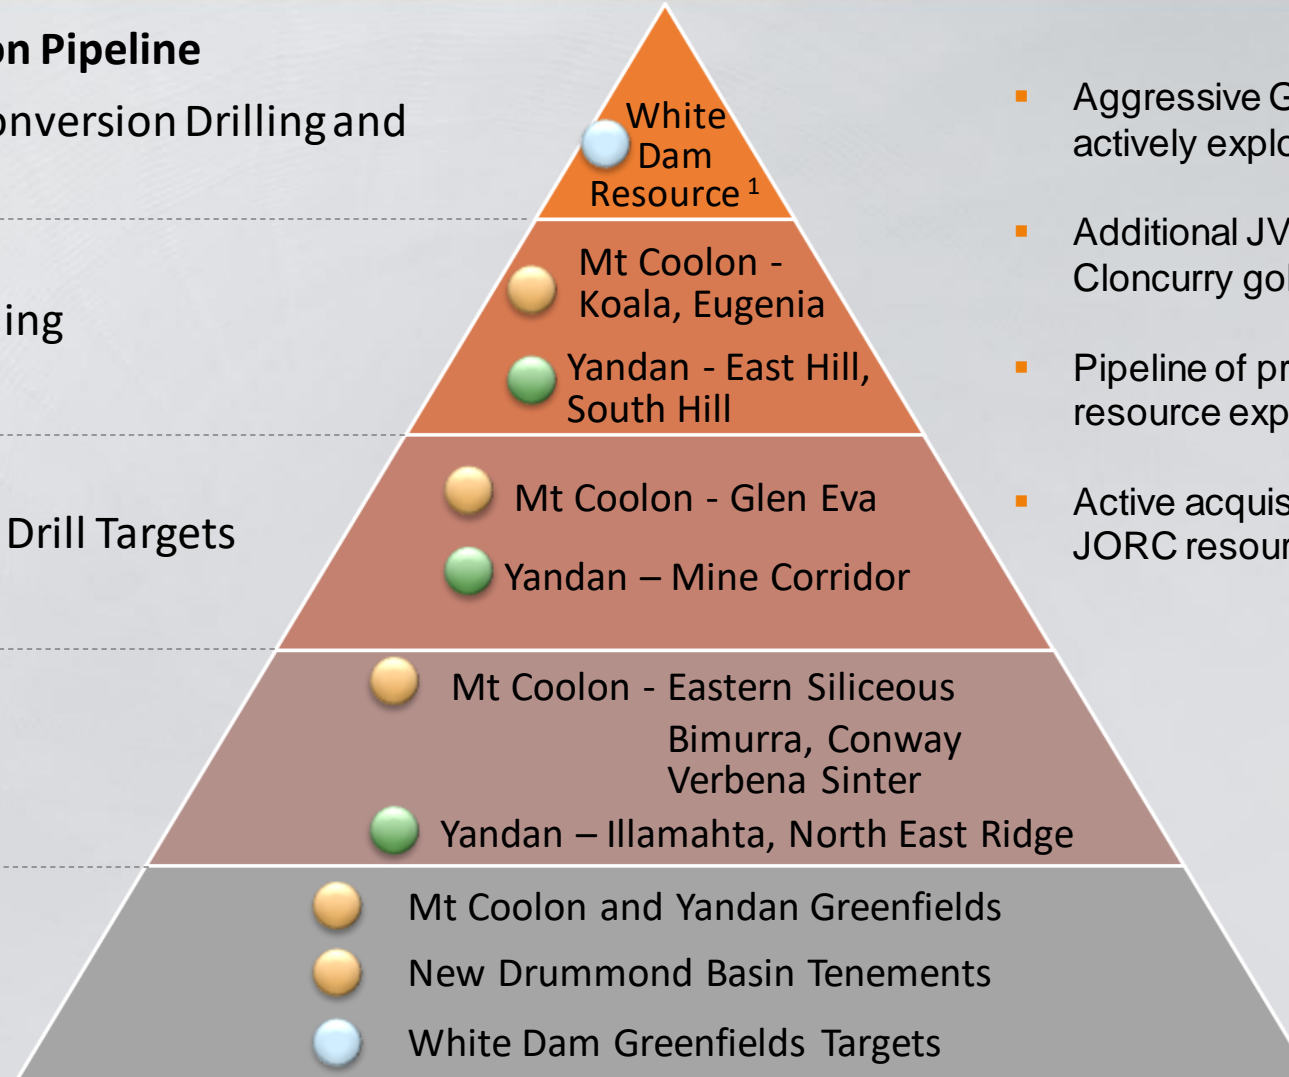 on Pipeline
onversion Drilling and
ing
Drill Targets
White
Dam
Resource 1
Mt Coolon -
Koala, Eugenia
Yandan - East Hill,
South Hill
Mt Coolon - Glen Eva
Yandan – Mine Corridor
Mt Coolon - Eastern Siliceous
Bimurra, Conway
Verbena Sinter
Yandan – Illamahta, North East Ridge
Mt Coolon and Yandan Greenfields
New Drummond Basin Tenements
White Dam Greenfields Targets
Aggressive G
actively explo
Additional JV
Cloncurry gol
Pipeline of pr
resource exp
Active acquis
JORC resour